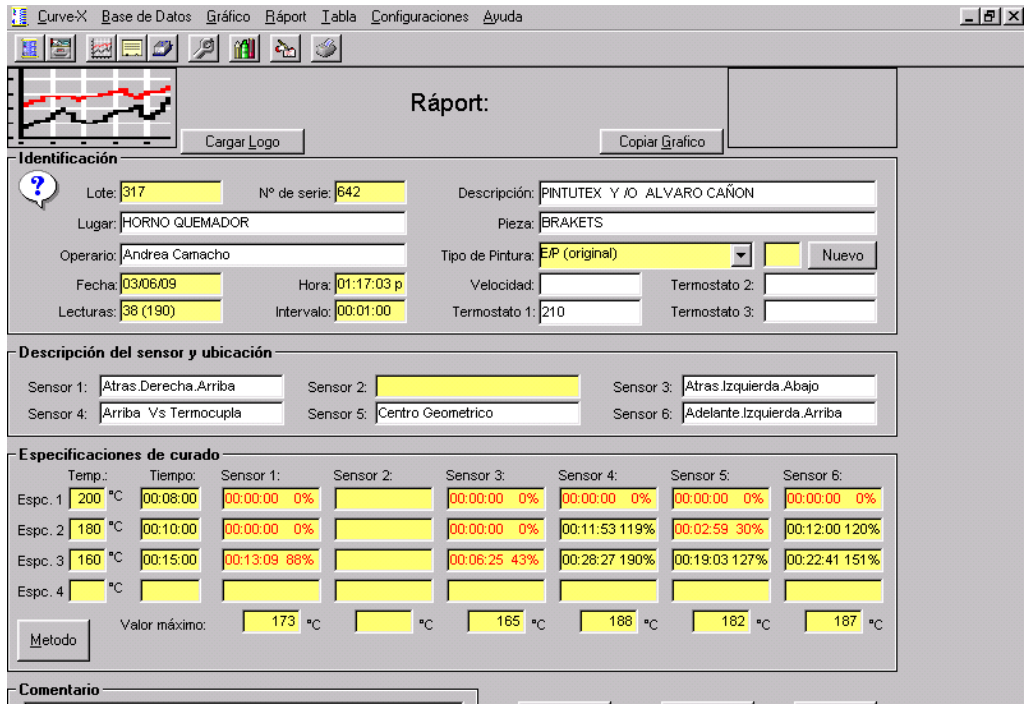 Curve-X Base de Datos Gráfico Ráport Tabla Configuraciones Ayuda
Ráport:
Cargar Logo Copiar Grafico
Identificación
Lote: 317 Nº de serie: 642 Descripción: PINTUTEX Y /O ALVARO CAÑON
Lugar: HORNO QUEMADOR Pieza: BRAKETS
Operario: Andrea Camacho Tipo de Pintura: E/P (original) Nuevo
Fecha: 03/06/09 Hora: 01:17:03 p Velocidad: Termostato 2:
Lecturas: 38 (190) Intervalo: 00:01:00 Termostato 1: 210 Termostato 3:
Descripción del sensor y ubicación
Sensor 1: Atras.Derecha.Arriba Sensor 2: Sensor 3: Atras.Izquierda.Abajo
Sensor 4: Arriba Vs Termocupla Sensor 5: Centro Geometrico Sensor 6: Adelante.Izquierda.Arriba
Especificaciones de curado
Temp.: Tiempo: Sensor 1: Sensor 2: Sensor 3: Sensor 4: Sensor 5: Sensor 6:
Espc. 1 200 ºC 00:08:00 00:00:00 0% 00:00:00 0% 00:00:00 0% 00:00:00 0% 00:00:00 0%
Espc. 2 180 ºC 00:10:00 00:00:00 0% 00:00:00 0% 00:11:53 119% 00:02:59 30% 00:12:00 120%
Espc. 3 160 ºC 00:15:00 00:13:09 88% 00:06:25 43% 00:28:27 190% 00:19:03 127% 00:22:41 151%
Espc. 4 ºC
Metodo Valor máximo: 173 ºC ºC 165 ºC 188 ºC 182 ºC 187 ºC
Comentario